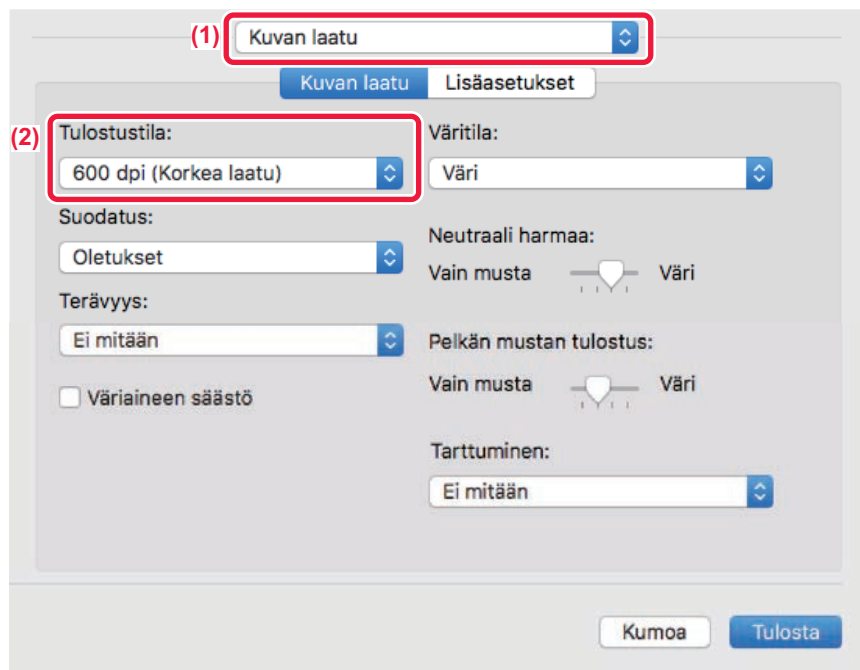 (1) Kuvan laatu
Kuvan laatu Lisäasetukset
(2) Tulostustila:
600 dpi (Korkea laatu)
Suodatus:
Oletukset
Terävyys:
Ei mitään
Väriaineen säästö
Väritila:
Väri
Neutraali harmaa:
Vain musta Väri
Pelkän mustan tulostus:
Vain musta Väri
Tarttuminen:
Ei mitään
Kumoa Tulosta